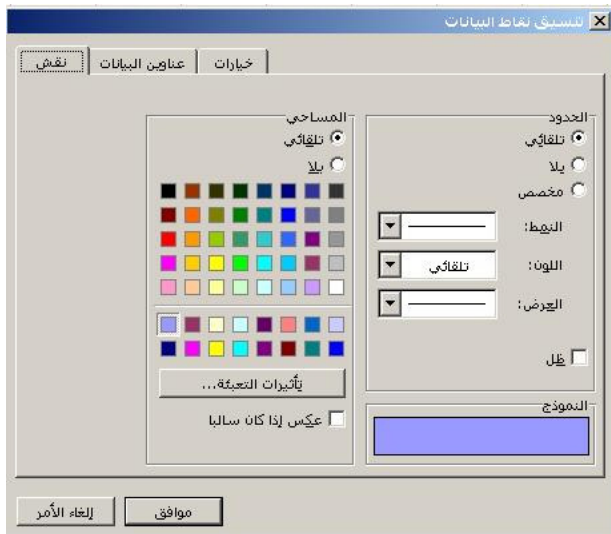 تنسيق نقاط البيانات
نقش
عناوين البيانات
خيارات
الحدود
تلقائي
بلا
مخصص
النمط:
اللون:
تلقائي
العرض:
ظل
النموذج
المساحي
تلقائي
بلا
تأثيرات التعبئة...
عكس إذا كان سالبا
موافق
إلغاء الأمر